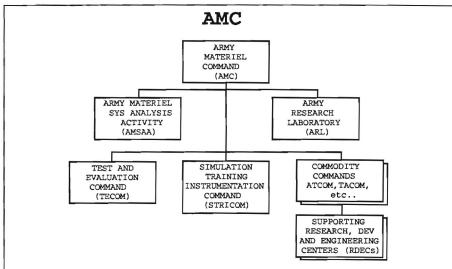 AMC
ARMY
MATERIEL
COMMAND
(AMC)
ARMY MATERIEL
SYS ANALYSIS
ACTIVITY
(AMSAA)
ARMY
RESEARCH
LABORATORY
(ARL)
TEST AND
EVALUATION
COMMAND
(TECOM)
SIMULATION
TRAINING
INSTRUMENTATION
COMMAND
(STRICOM)
COMMODITY
COMMANDS
ATCOM, TACOM,
etc..
SUPPORTING
RESEARCH, DEV
AND ENGINEERING
CENTERS (RDECs)